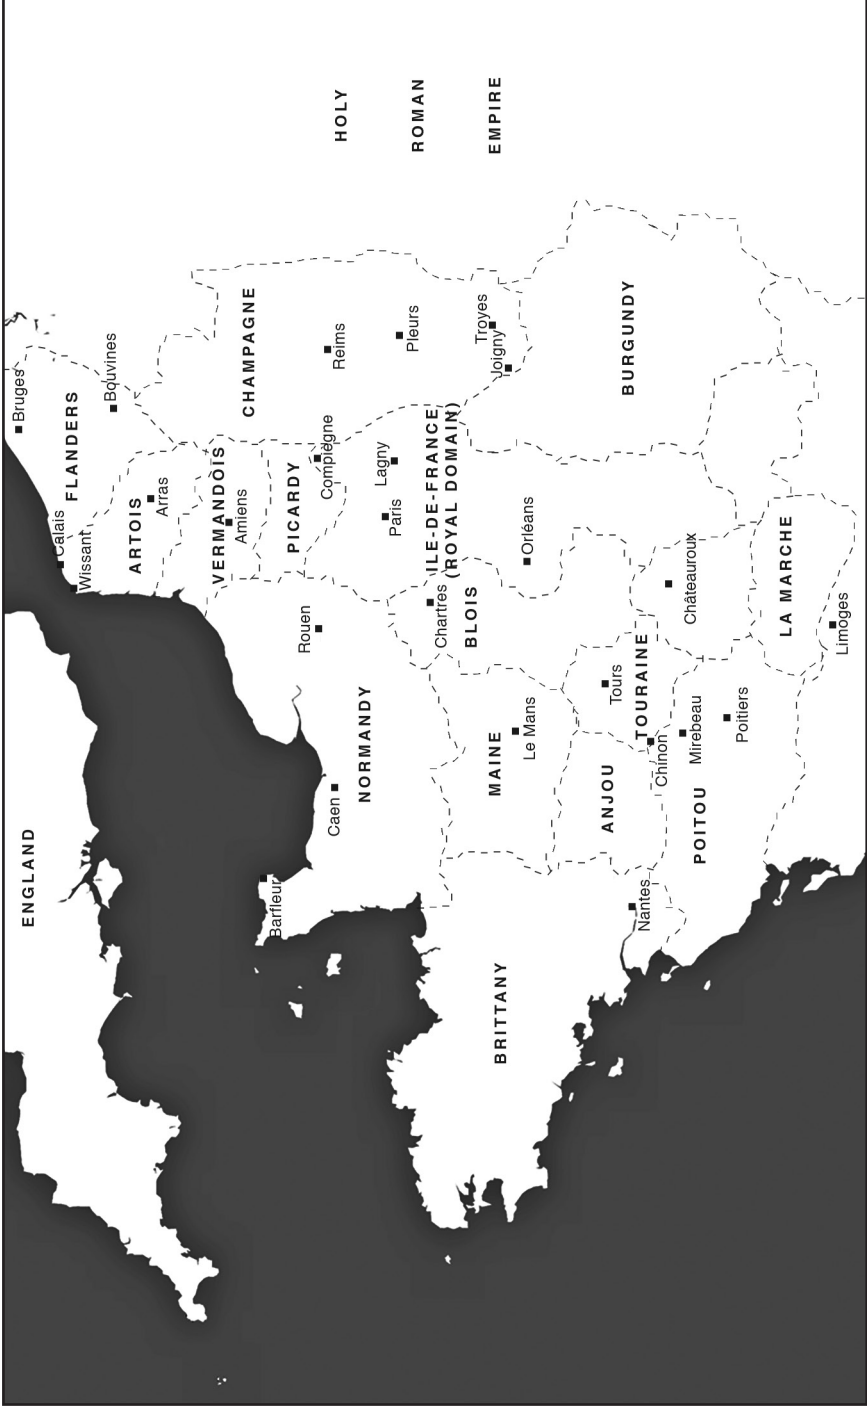 ENGLAND
Bruges
FLANDERS
Bouvines
Calais
Wissant
ARTOIS
Arras
VERMANDOIS
Amiens
PICARDY
Compiègne
CHAMPAGNE
Reims
Pleurs
Troyes
Joigny
HOLY
ROMAN
EMPIRE
Barfleur
Caen
NORMANDY
Rouen
Paris
Lagny
ILE-DE-FRANCE
(ROYAL DOMAIN)
Chartres
BLOIS
Orléans
BRITTANY
MAINE
Le Mans
ANJOU
Tours
TOURAINE
Chinon
Nantes
Mirebeau
POITOU
Poitiers
Châteauroux
BURGUNDY
LA MARCHE
Limoges